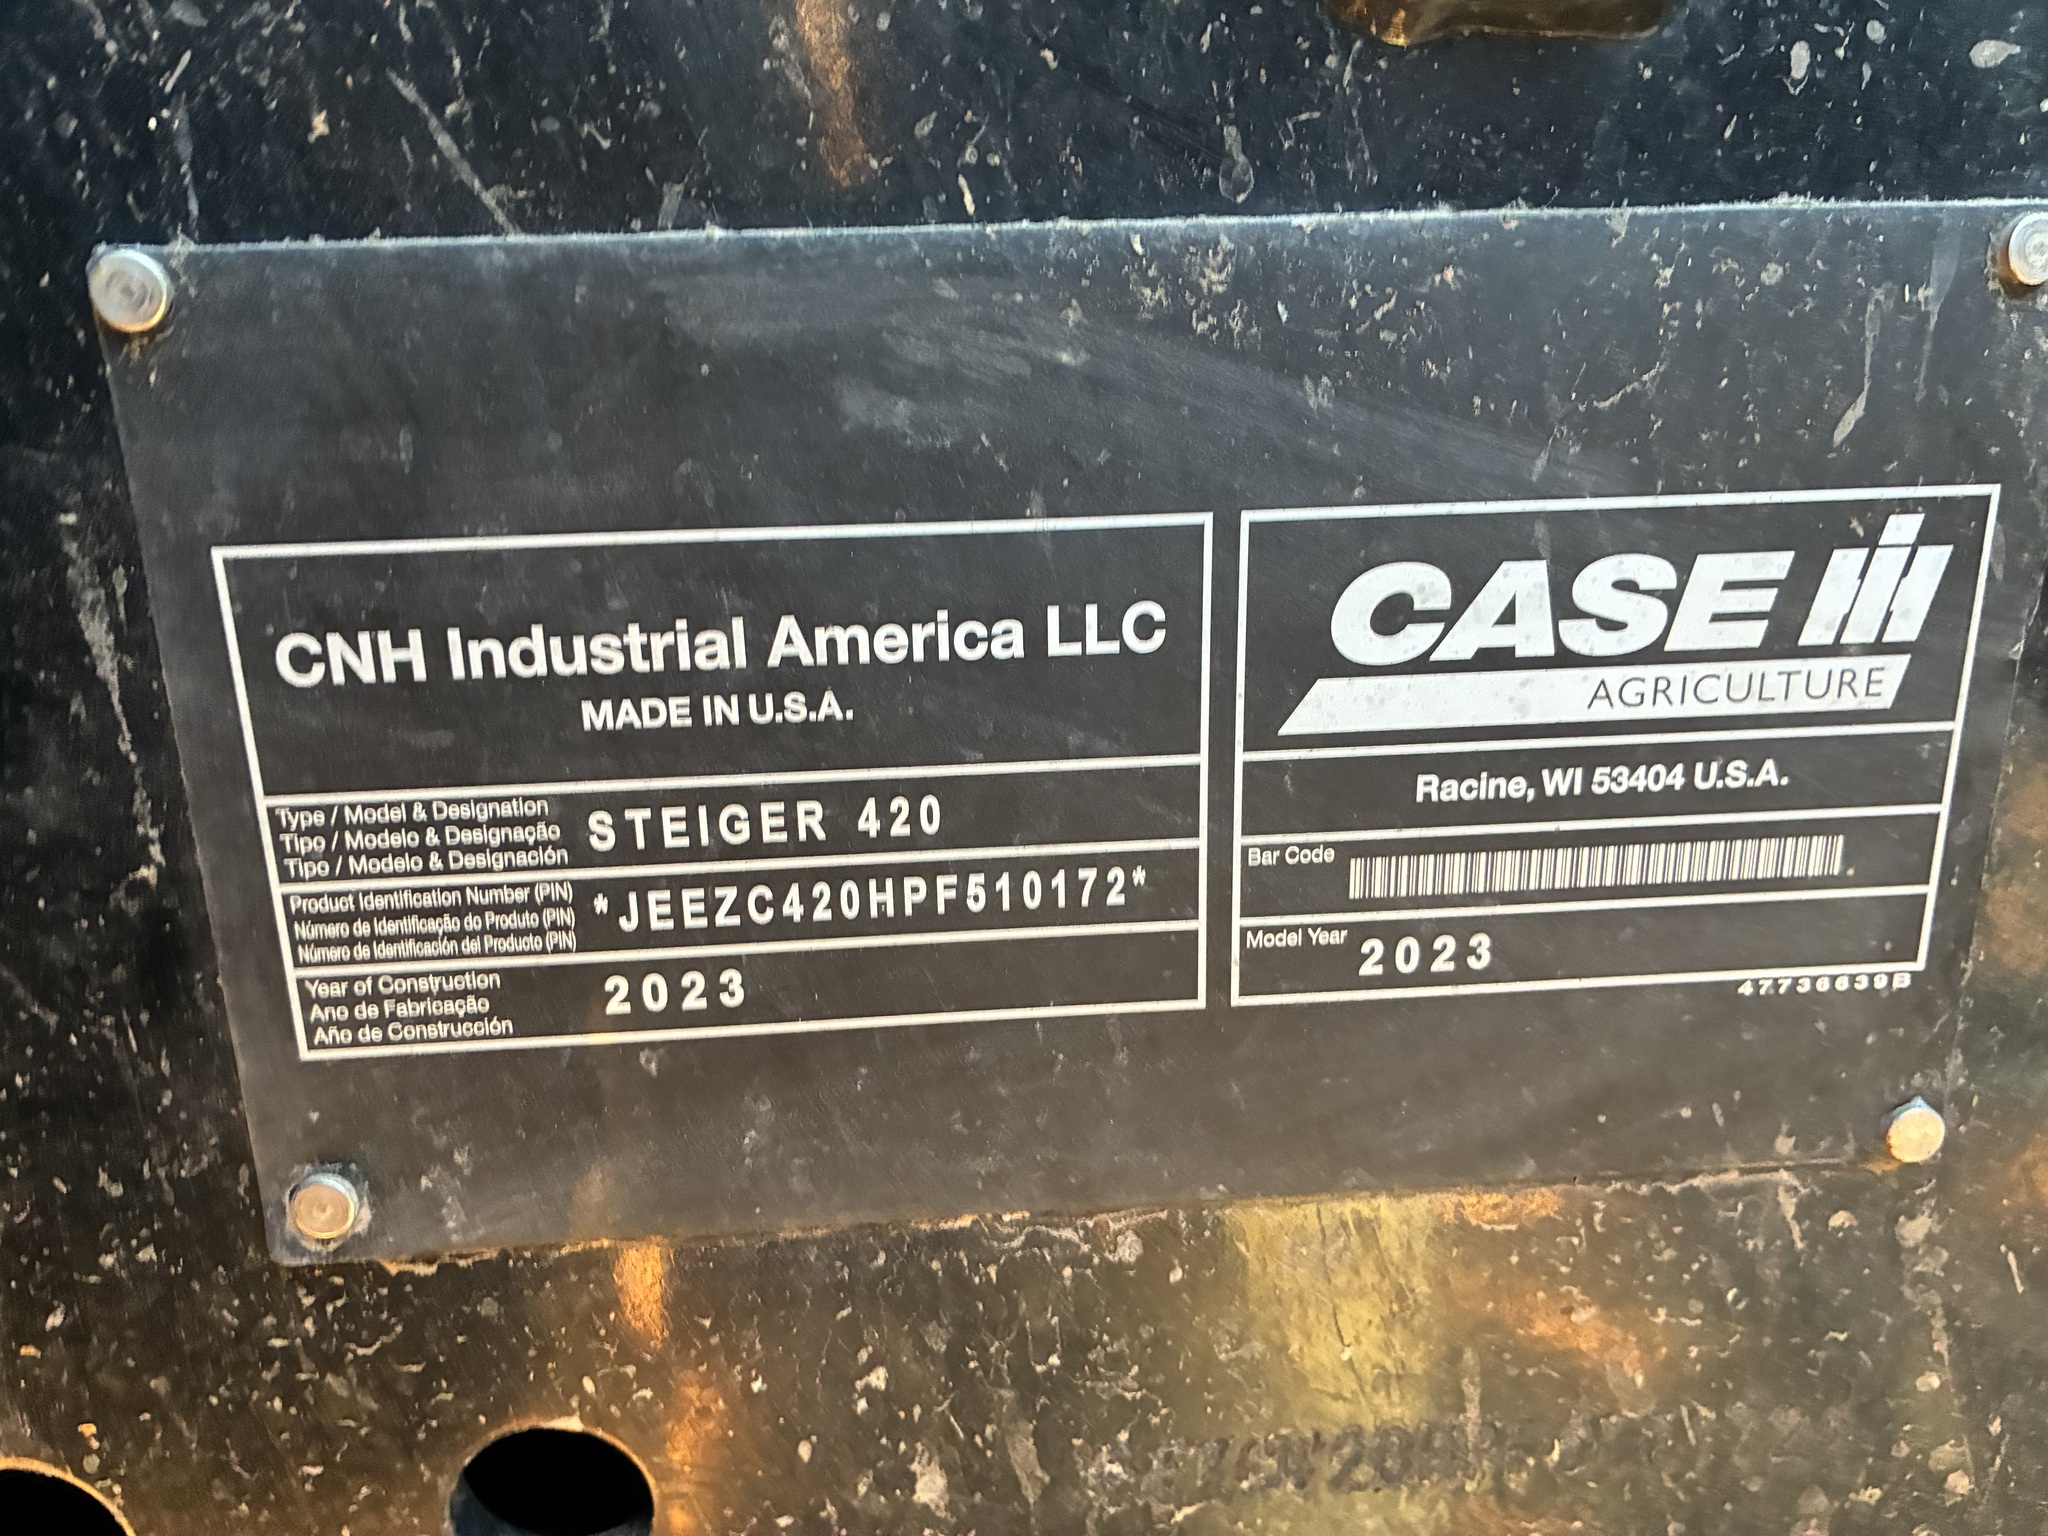 CNH Industrial America LLC
MADE IN U.S.A.
Type / Model & Designation
Tipo / Modelo & Designação
Tipo / Modelo & Designación
STEIGER 420
Product Identification Number (PIN)
Número de Identificação do Produto (PIN)
Número de Identificación del Producto (PIN)
*JEEZC420HPF510172*
Year of Construction
Ano de Fabricação
Año de Construcción
2023
CASE IH
AGRICULTURE
Racine, WI 53404 U.S.A.
Bar Code
Model Year
2023
47736639B